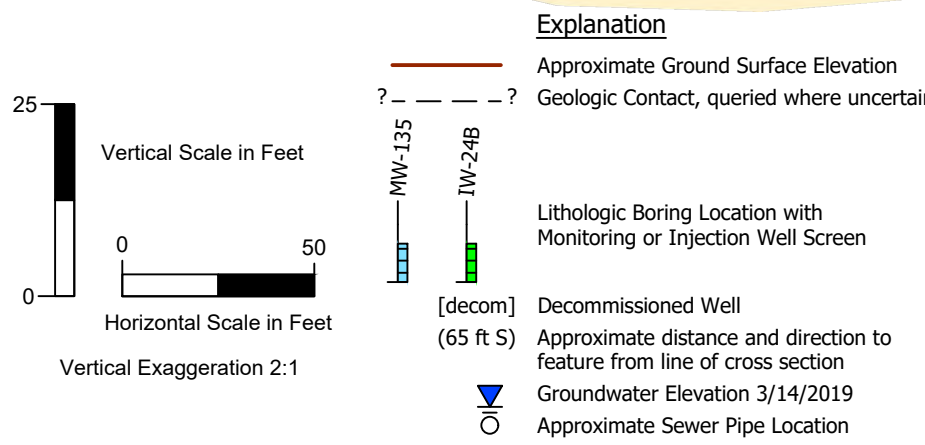 Explanation
Approximate Ground Surface Elevation
? ? Geologic Contact, queried where uncertain
25
Vertical Scale in Feet
0
0 50
Horizontal Scale in Feet
Vertical Exaggeration 2:1
MW-135
IW-24B
Lithologic Boring Location with
Monitoring or Injection Well Screen
[decom] Decommissioned Well
(65 ft S) Approximate distance and direction to
feature from line of cross section
Groundwater Elevation 3/14/2019
Approximate Sewer Pipe Location